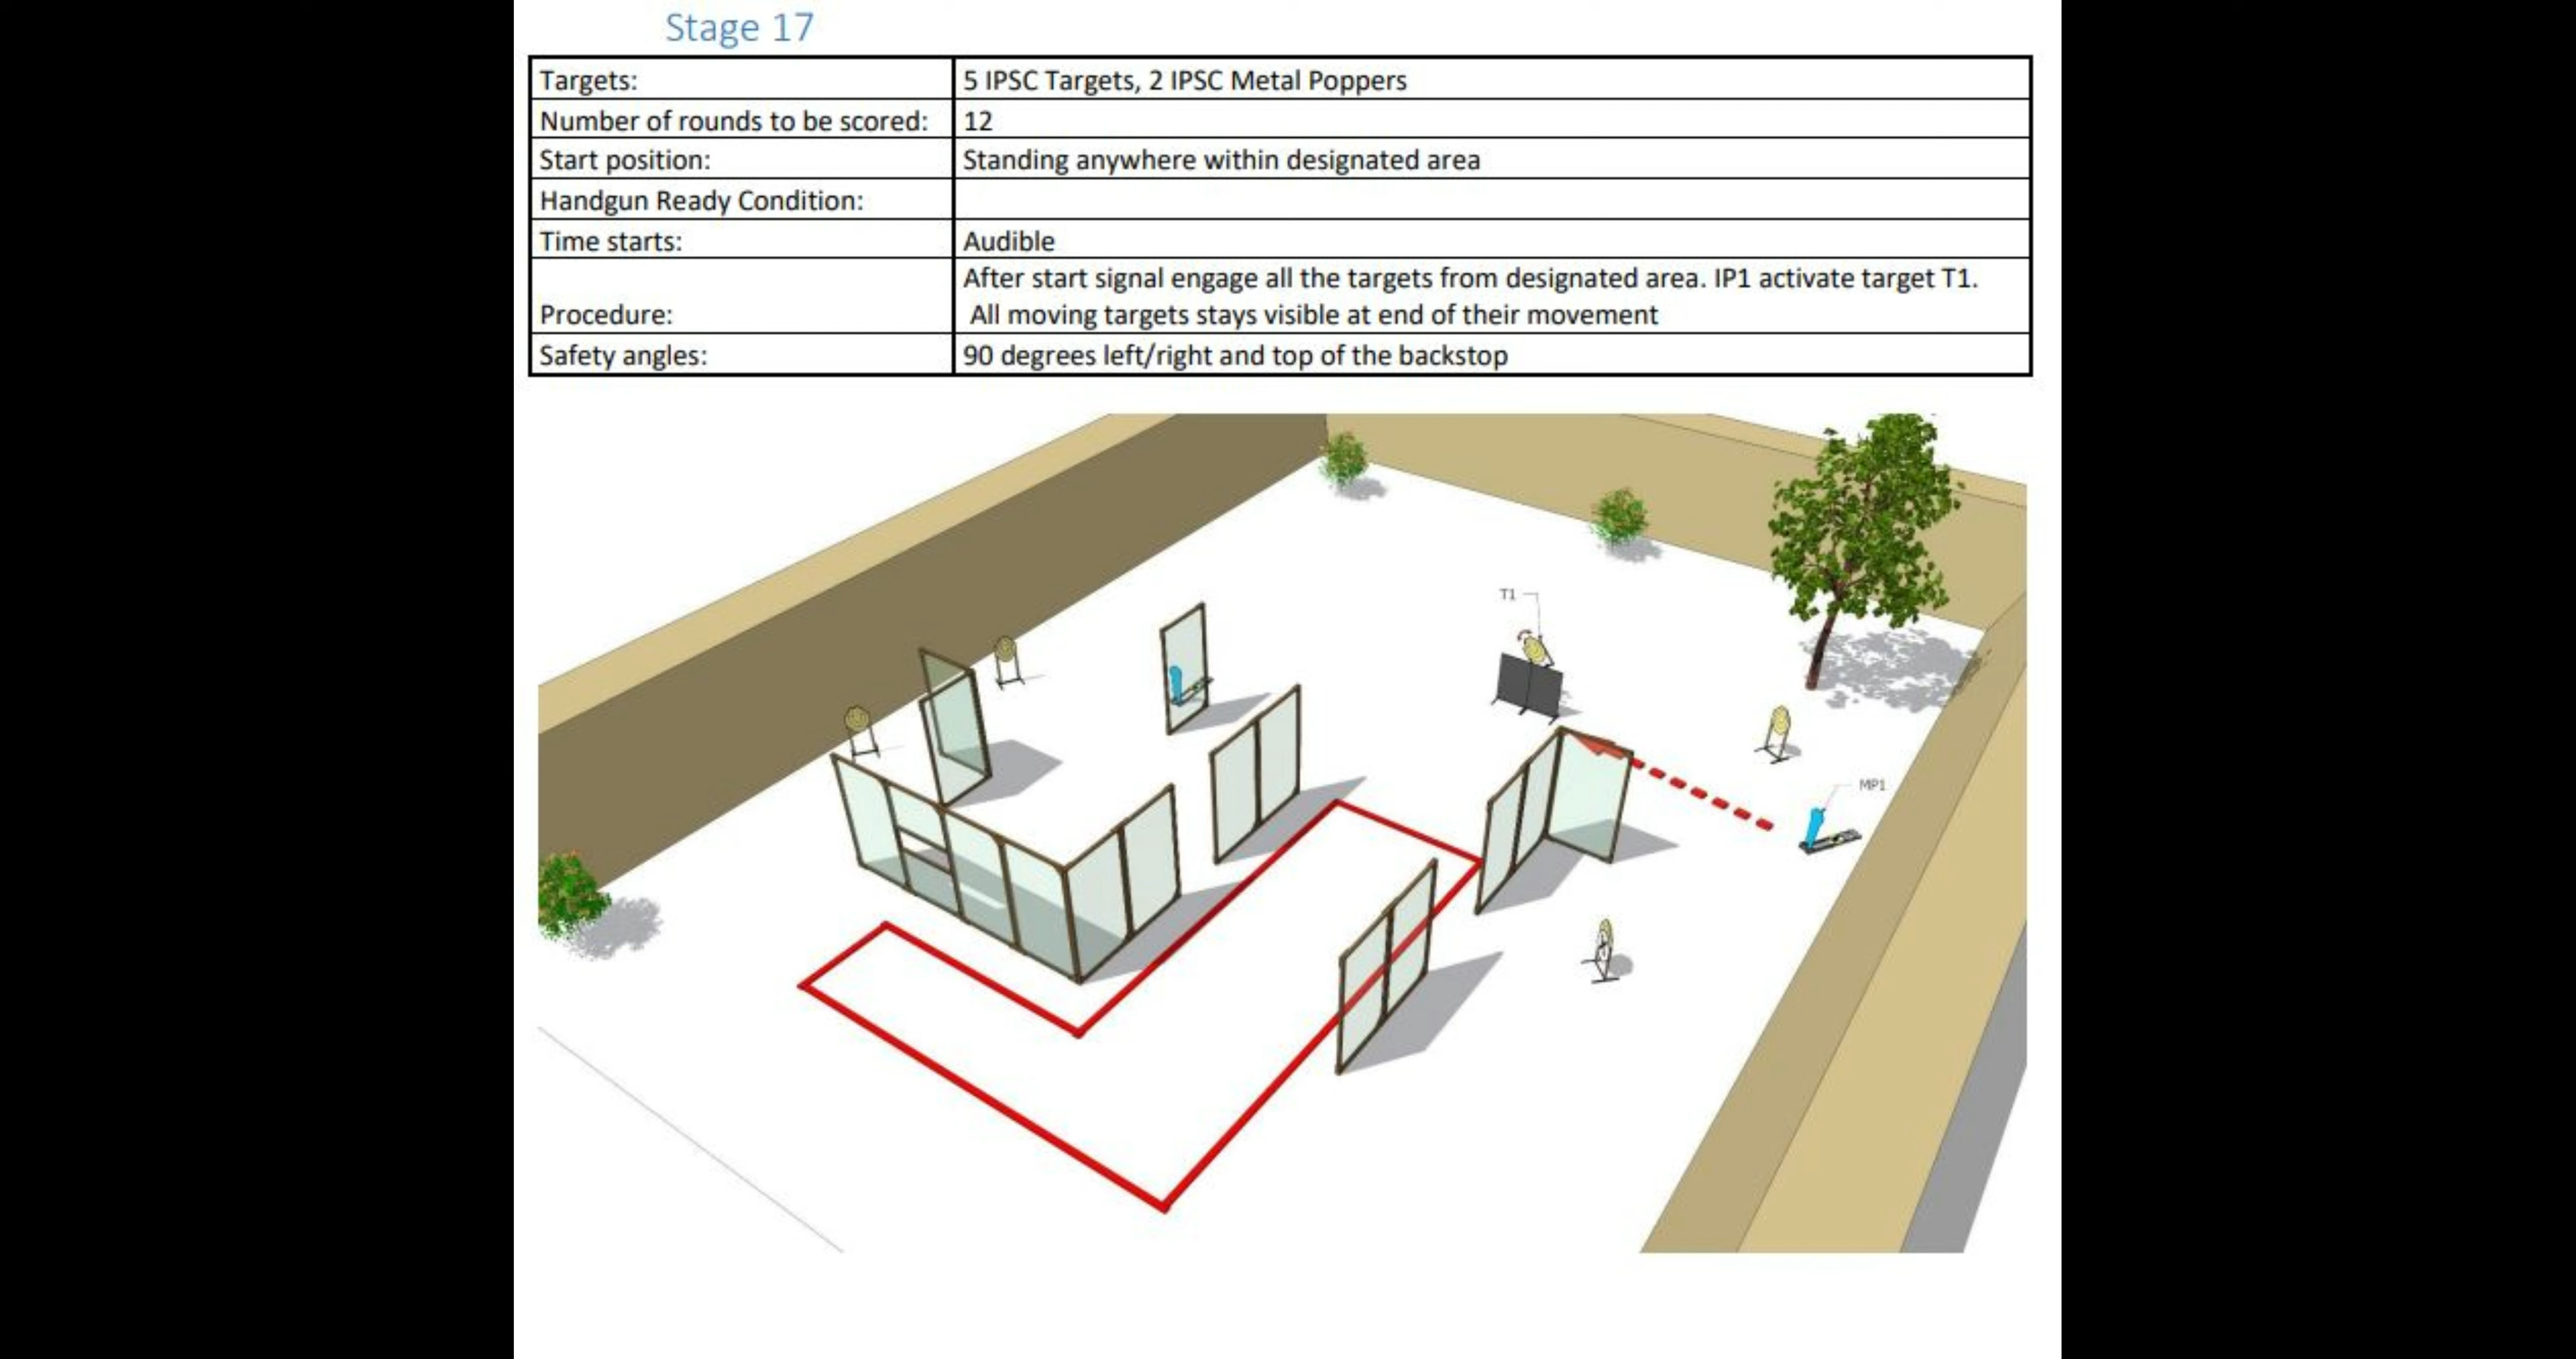 Stage 17
Targets: 5 IPSC Targets, 2 IPSC Metal Poppers
Number of rounds to be scored: 12
Start position: Standing anywhere within designated area
Handgun Ready Condition:
Time starts: Audible
After start signal engage all the targets from designated area. IP1 activate target T1.
Procedure: All moving targets stays visible at end of their movement
Safety angles: 90 degrees left/right and top of the backstop
T1
MP1